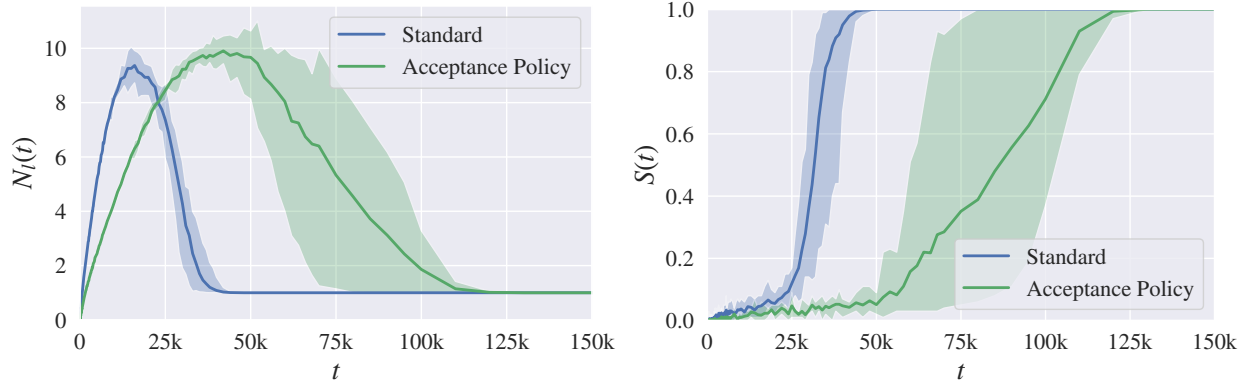 10
8
6
4
2
0
N_l(t)
Standard
Acceptance Policy
0 25k 50k 75k 100k 125k 150k
t
1.0
0.8
0.6
0.4
0.2
0.0
S(t)
Standard
Acceptance Policy
0 25k 50k 75k 100k 125k 150k
t